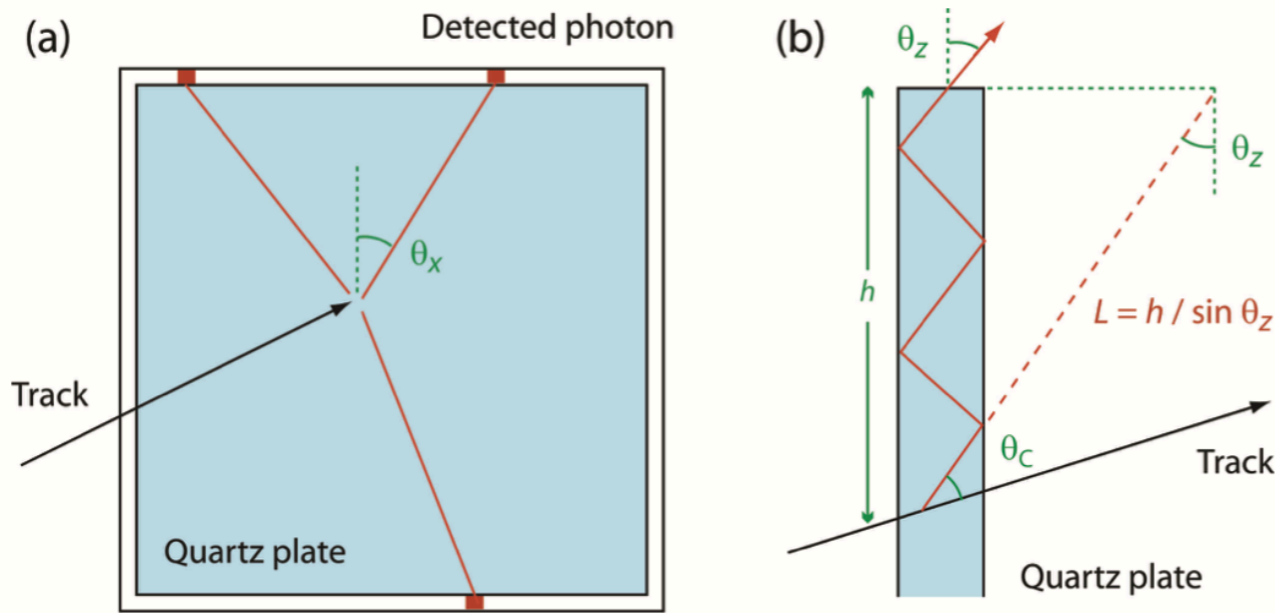 (a)
Detected photon
θx
Track
Quartz plate
(b)
θz
θz
h
L = h / sin θz
θC
Track
Quartz plate